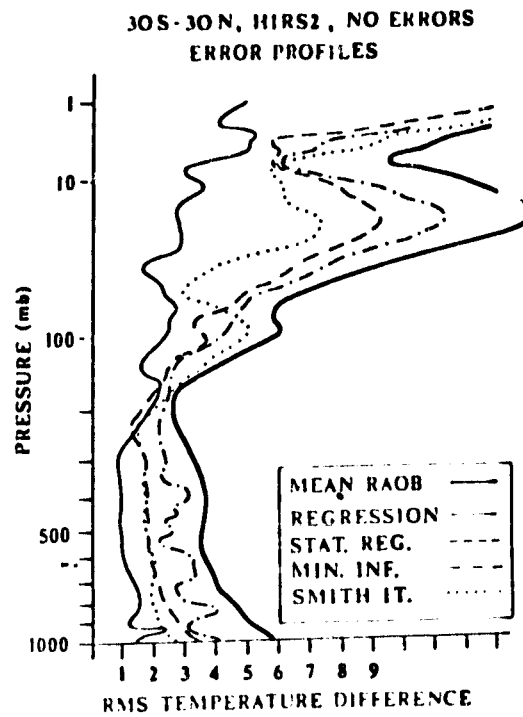 30S-30N, HIRS2, NO ERRORS
ERROR PROFILES
1
10
100
500
1000
PRESSURE (mb)
MEAN RAOB
REGRESSION
STAT. REG.
MIN. INF.
SMITH IT.
1 2 3 4 5 6 7 8 9
RMS TEMPERATURE DIFFERENCE